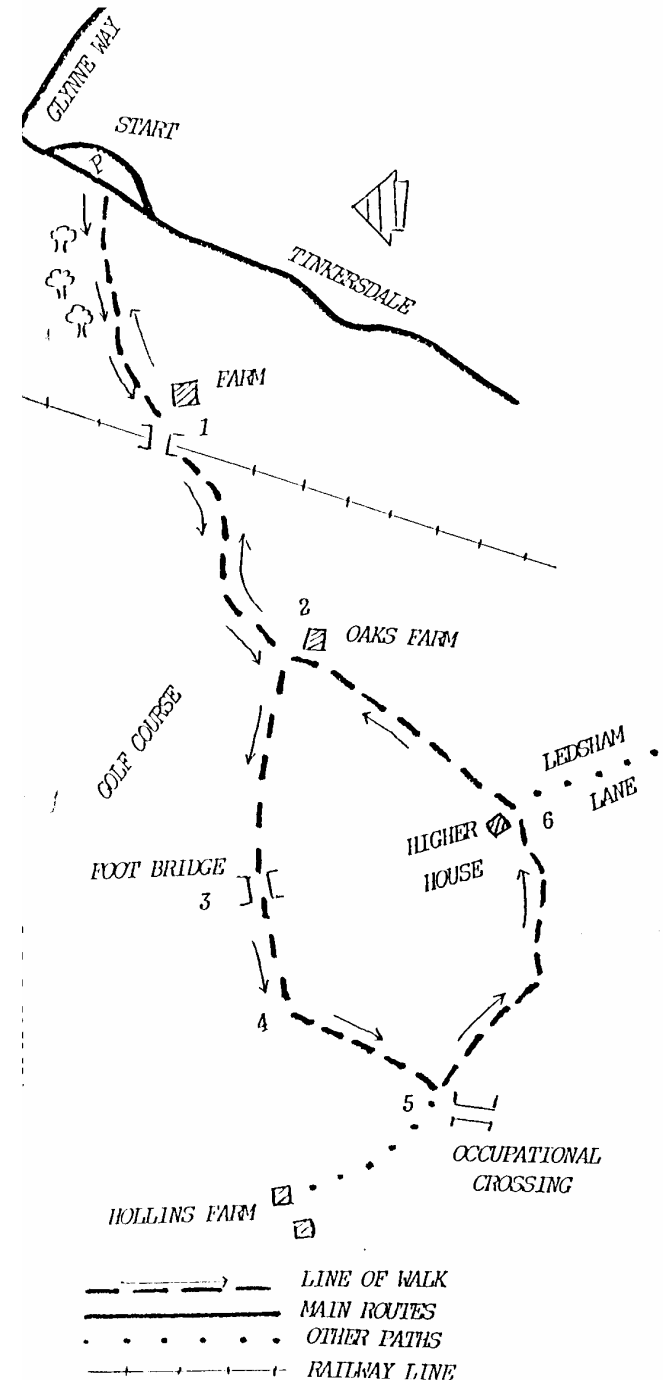 GLYNNE WAY
START
P
TINKERSDALE
FARM
1
2
OAKS FARM
GOLF COURSE
LEDSHAM
LANE
6
HIGHER
HOUSE
FOOT BRIDGE
3
4
5
OCCUPATIONAL
CROSSING
HOLLINS FARM
LINE OF WALK
MAIN ROUTES
OTHER PATHS
RAILWAY LINE